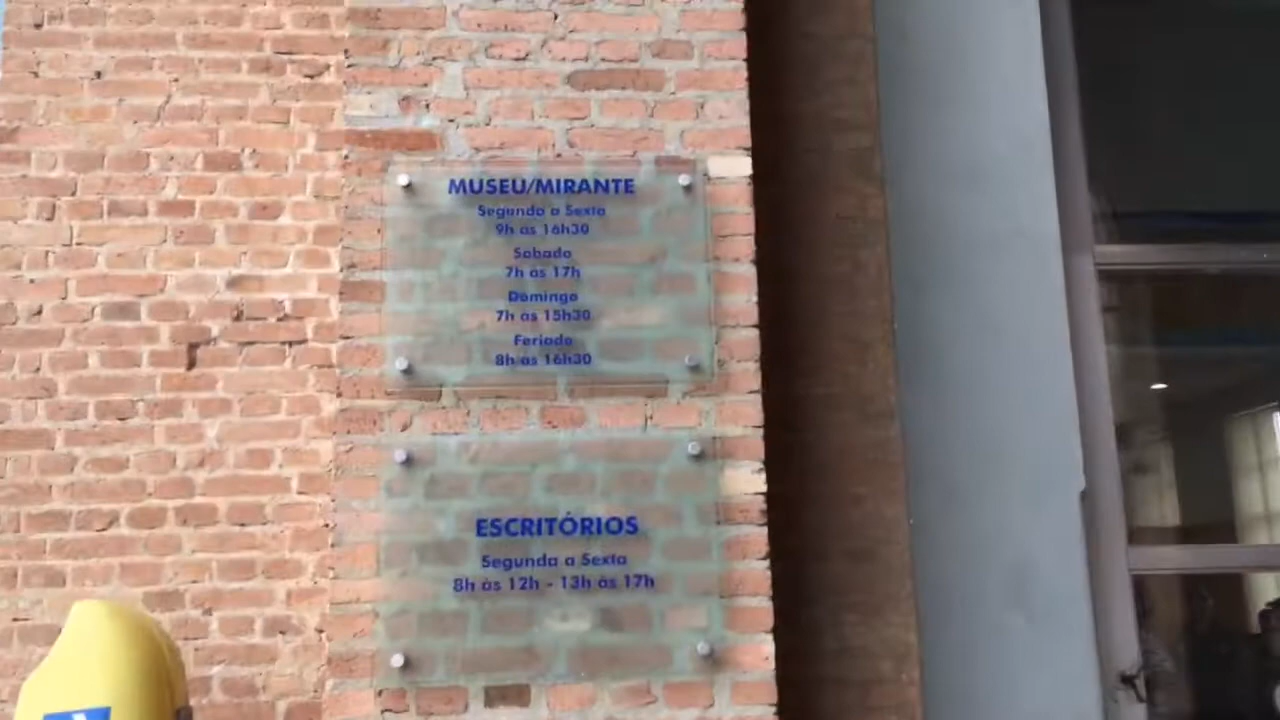 MUSEU/MIRANTE
Segunda a Sexta
9h às 16h30
Sábado
7h às 17h
Domingo
7h às 15h30
Feriado
8h às 16h30
ESCRITÓRIOS
Segunda a Sexta
8h às 12h - 13h às 17h